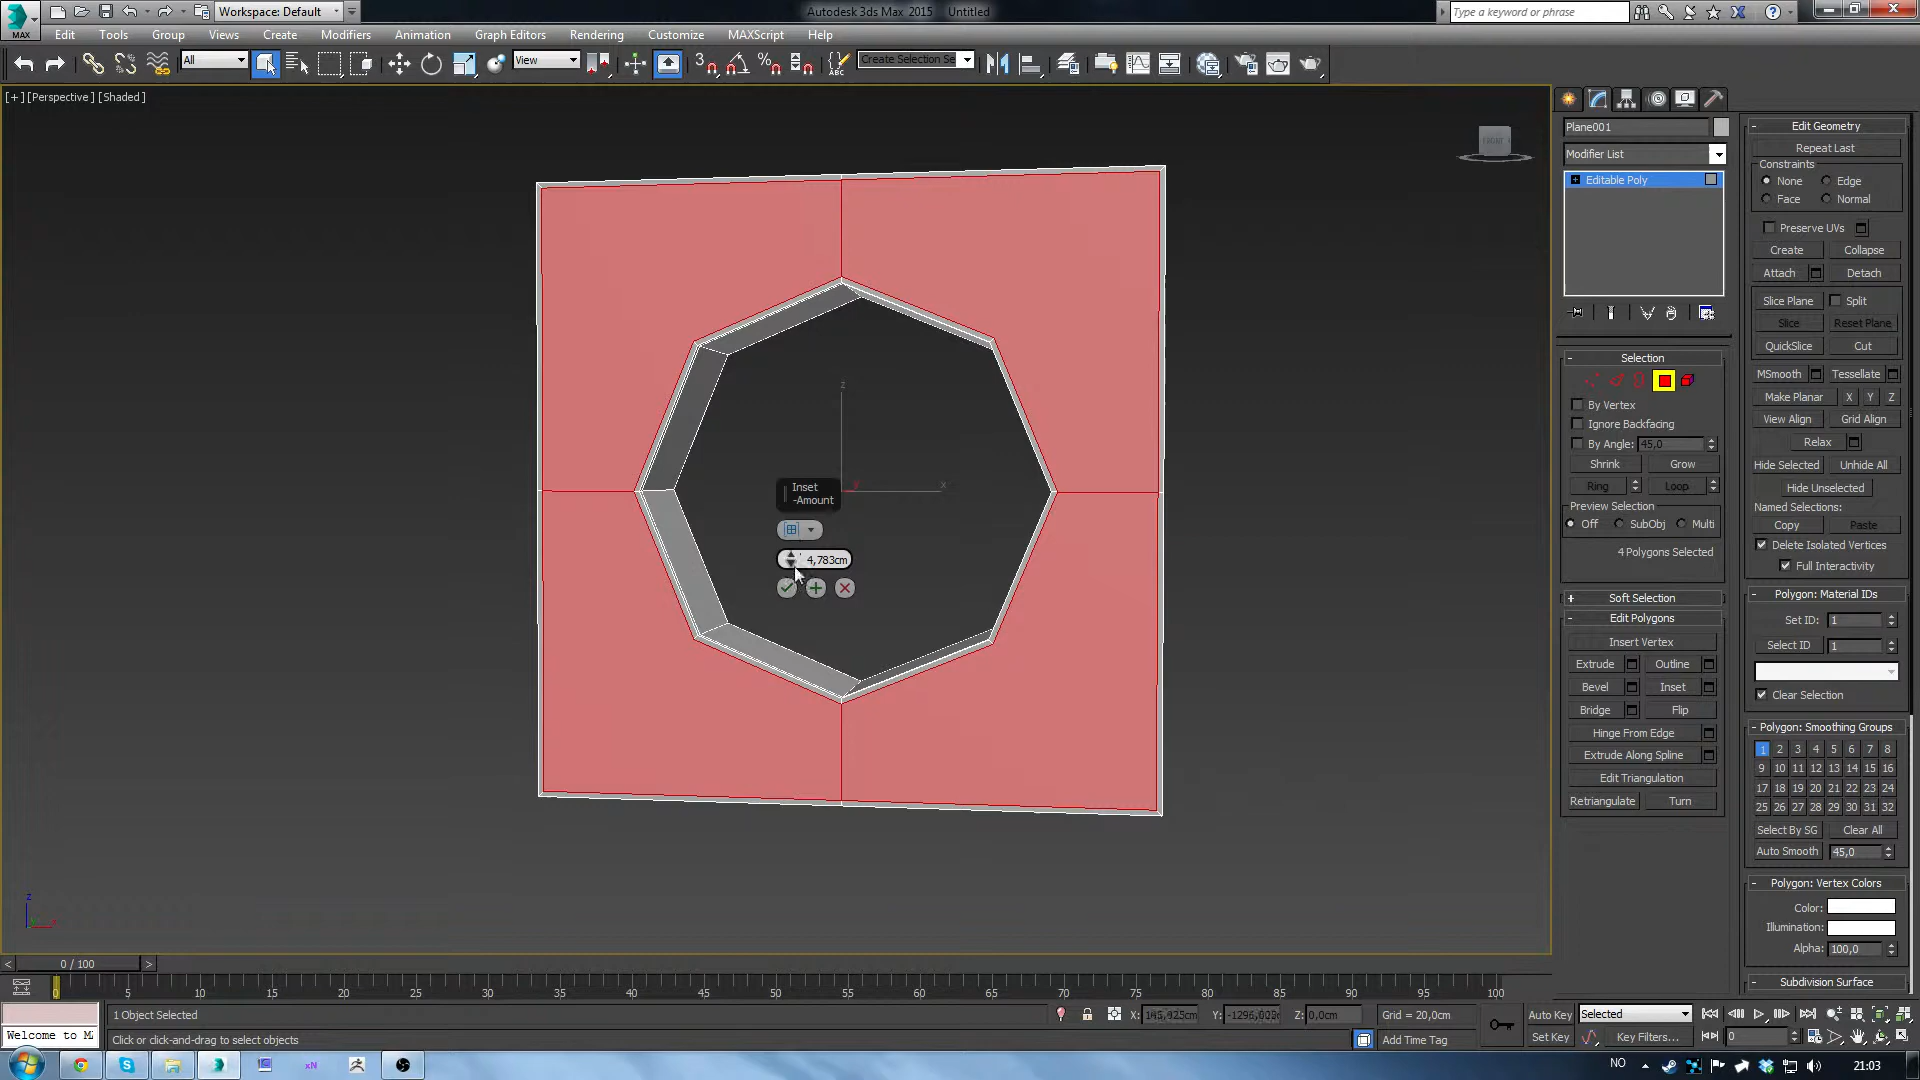 Workspace: Default
Autodesk 3ds Max 2015 Untitled
Type a keyword or phrase
MAX
Edit Tools Group Views Create Modifiers Animation Graph Editors Rendering Customize MAXScript Help
All
View
3
ABC
Create Selection Se
[+] [Perspective] [Shaded]
FRONT
Plane001
Modifier List
Editable Poly
Selection
By Vertex
Ignore Backfacing
By Angle: 45,0
Shrink Grow
Ring Loop
Preview Selection
Off SubObj Multi
4 Polygons Selected
Soft Selection
Edit Polygons
Insert Vertex
Extrude Outline
Bevel Inset
Bridge Flip
Hinge From Edge
Extrude Along Spline
Edit Triangulation
Retriangulate Turn
Edit Geometry
Repeat Last
Constraints
None Edge
Face Normal
Preserve UVs
Create Collapse
Attach Detach
Slice Plane Split
Slice Reset Plane
QuickSlice Cut
MSmooth Tessellate
Make Planar X Y Z
View Align Grid Align
Relax
Hide Selected Unhide All
Hide Unselected
Named Selections:
Copy Paste
Delete Isolated Vertices
Full Interactivity
Polygon: Material IDs
Set ID: 1
Select ID 1
Clear Selection
Polygon: Smoothing Groups
1 2 3 4 5 6 7 8
9 10 11 12 13 14 15 16
17 18 19 20 21 22 23 24
25 26 27 28 29 30 31 32
Select By SG Clear All
Auto Smooth 45,0
Polygon: Vertex Colors
Color:
Illumination:
Alpha: 100,0
Subdivision Surface
z
x
Inset
-Amount
4,783cm
z
x
0 / 100
0 5 10 15 20 25 30 35 40 45 50 55 60 65 70 75 80 85 90 95 100
1 Object Selected
X: 145,425cm Y: Z: 0,0cm Grid = 20,0cm
Auto Key Selected
Welcome to
Click or click-and-drag to select objects
Add Time Tag
Set Key Key Filters... 0
NO 21:03